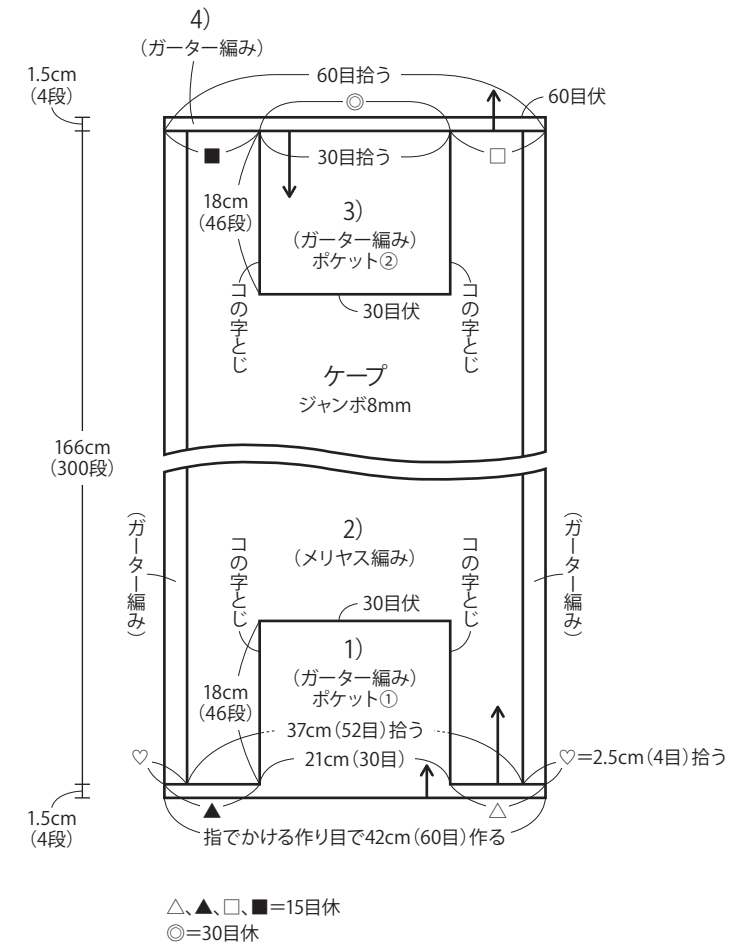 4)
（ガーター編み）
1.5cm
（4段）
60目拾う
◎
60目伏
■
30目拾う
□
18cm
（46段）
3)
（ガーター編み）
ポケット②
コの字とじ
コの字とじ
30目伏
ケープ
ジャンボ8mm
166cm
（300段）
（ガーター編み）
2)
（メリヤス編み）
（ガーター編み）
コの字とじ
コの字とじ
30目伏
1)
（ガーター編み）
ポケット①
18cm
（46段）
37cm（52目）拾う
♡
21cm（30目）
♡＝2.5cm（4目）拾う
1.5cm
（4段）
▲
△
指でかける作り目で42cm（60目）作る
△、▲、□、■＝15目休
◎＝30目休